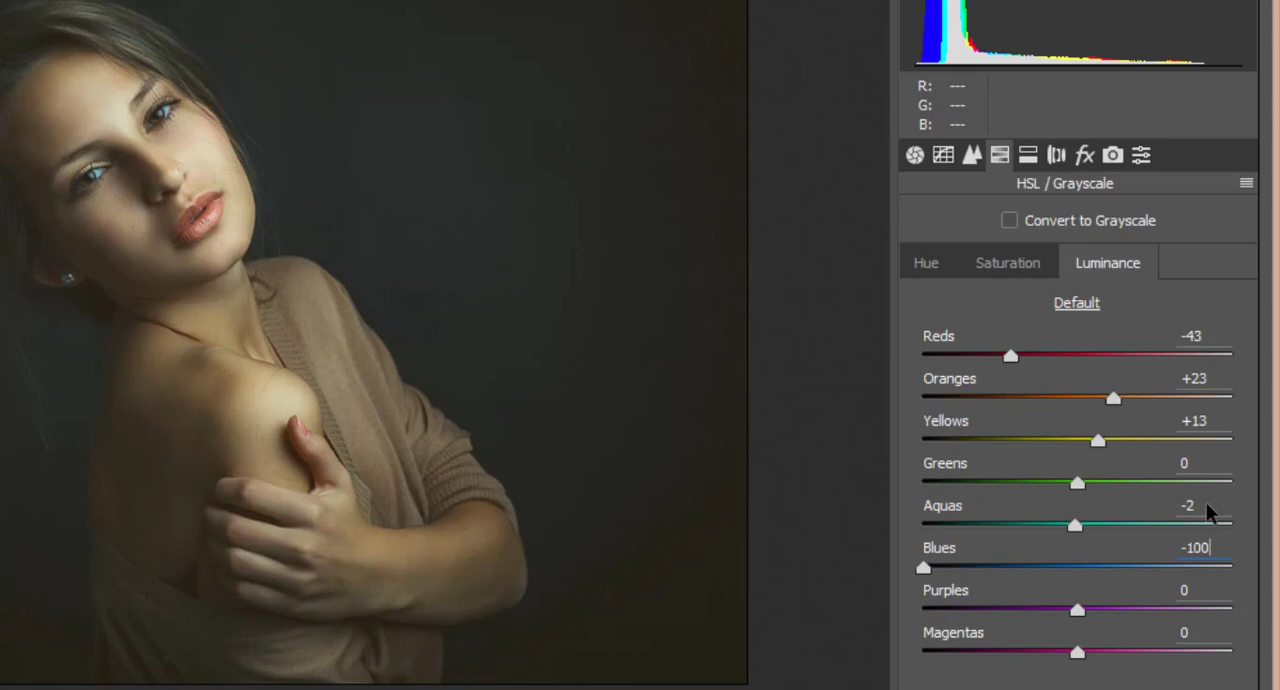 R: ---
G: ---
B: ---
fx
HSL / Grayscale
Convert to Grayscale
Hue Saturation Luminance
Default
Reds -43
Oranges +23
Yellows +13
Greens 0
Aquas -2
Blues -100
Purples 0
Magentas 0